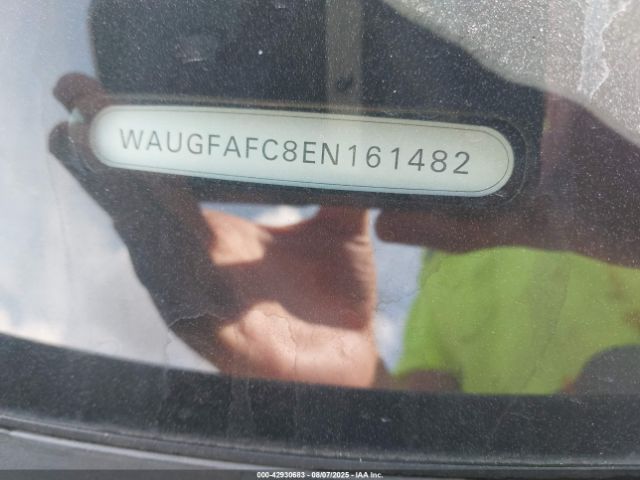 WAUGFAFC8EN161482
000-42930683 - 08/07/2025 - IAA Inc.